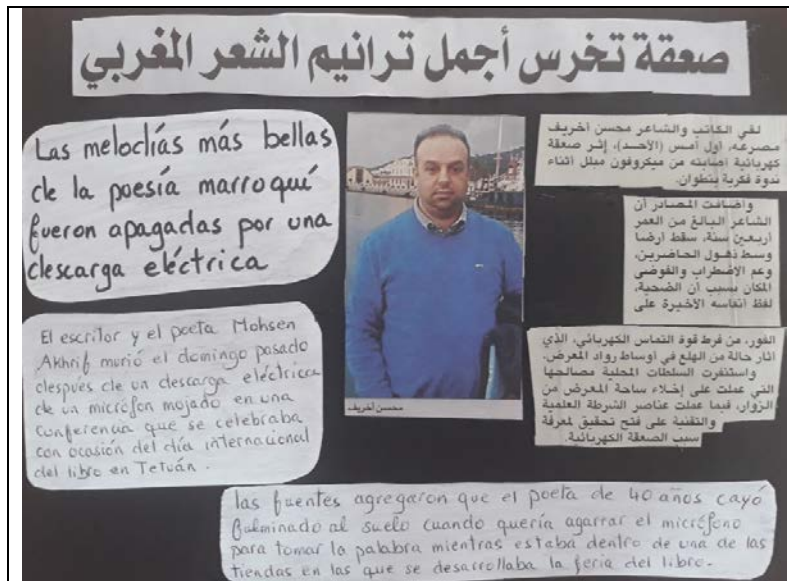 صعقة تخرس أجمل ترانيم الشعر المغربي
Las melodías más bellas
de la poesía marroquí
fueron apagadas por una
descarga eléctrica
El escritor y el poeta Mohsen
Akhrif murió el domingo pasado
despues de un descarga eléctrica
de un micrófon mojado en una
conferencia que se celebraba
con ocasión del día internacional
del libro en Tetuán.
محسن أخريف
لقي الكاتب والشاعر محسن أخريف
مصرعه، أول أمس (الأحد)، إثر صعقة
كهربائية أصابته من ميكروفون مبلل أثناء
ندوة فكرية بتطوان.
وأضافت المصادر أن
الشاعر البالغ من العمر
أربعين سنة، سقط أرضا
وسط ذهول الحاضرين،
وعم الاضطراب والفوضى
المكان بسبب أن الضحية،
لفظ أنفاسه الأخيرة على
الفور، من فرط قوة التماس الكهربائي، الذي
أثار حالة من الهلع في أوساط رواد المعرض.
واستنفرت السلطات المحلية مصالحها
التي عملت على إخلاء ساحة المعرض من
الزوار، فيما عملت عناصر الشرطة العلمية
والتقنية على فتح تحقيق لمعرفة
سبب الصعقة الكهربائية.
las fuentes agregaron que el poeta de 40 años cayó
fulminado al suelo cuando quería agarrar el micrófono
para tomar la palabra mientras estaba dentro de una de las
tiendas en las que se desarrollaba la feria del libro.